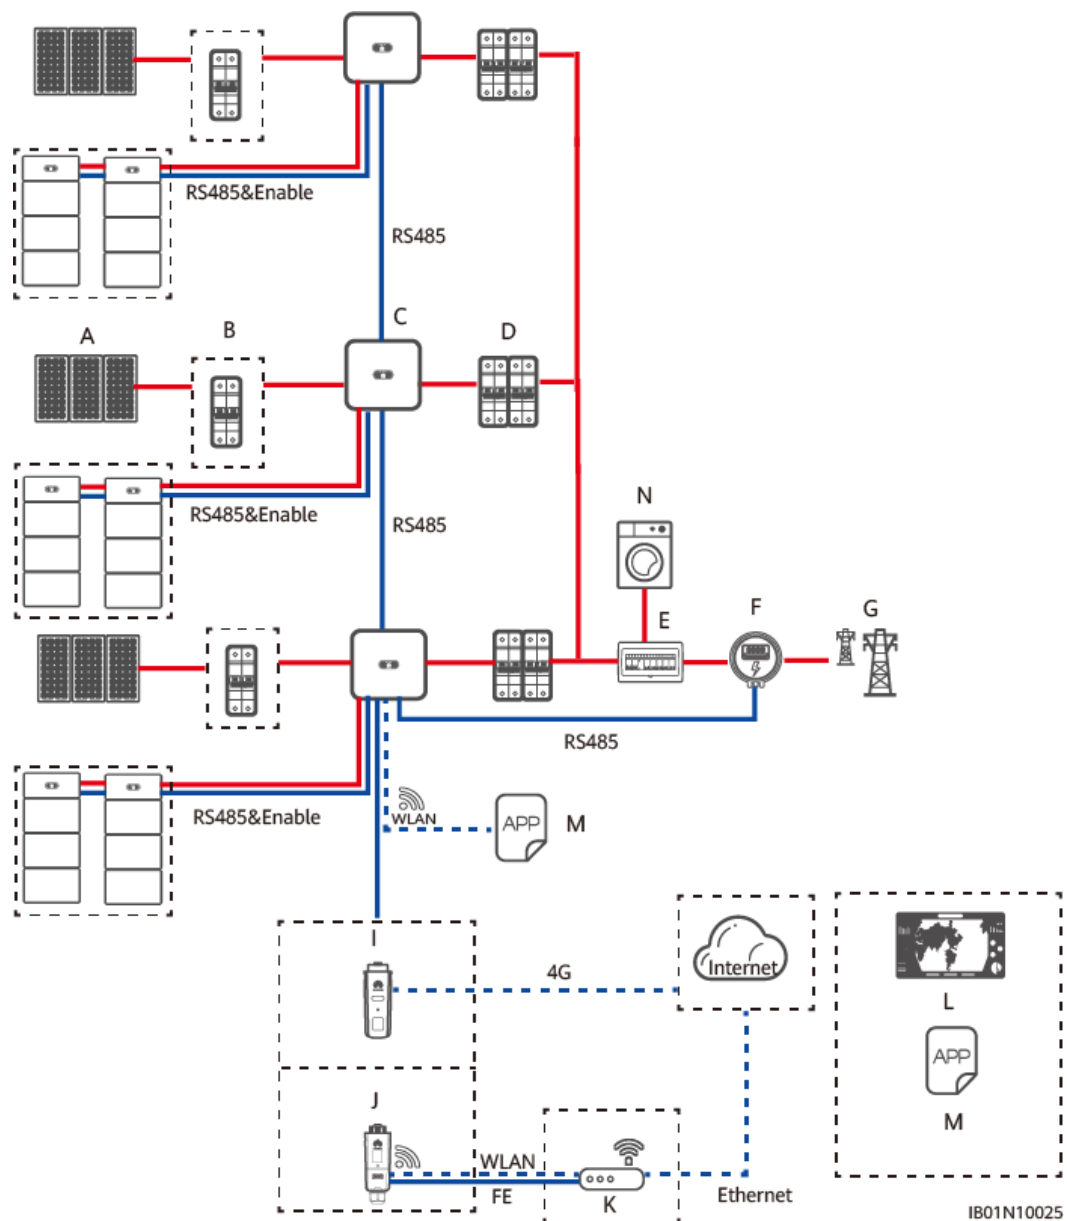 RS485&Enable
RS485
A
B
C
D
RS485&Enable
RS485
N
E
F
G
RS485
RS485&Enable
WLAN
APP
M
I
4G
Internet
L
APP
M
J
WLAN
FE
K
Ethernet
IB01N10025